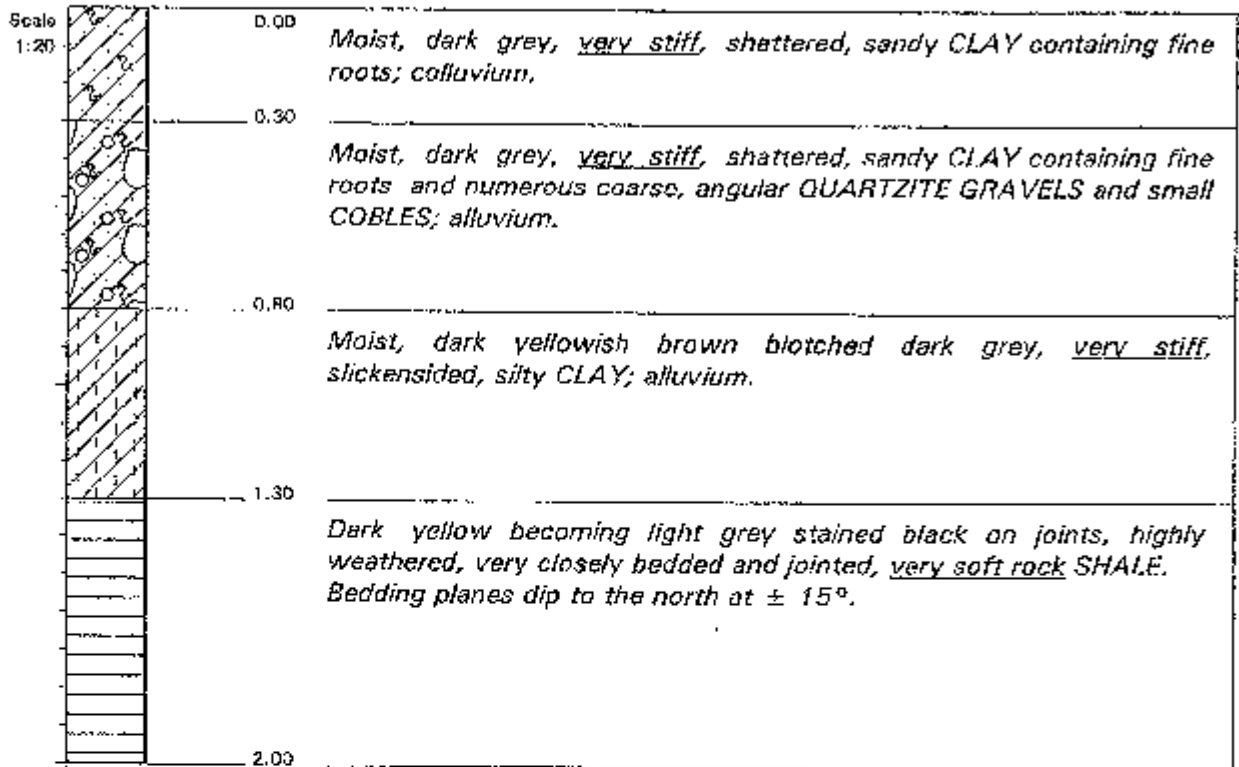 Scale
1:20
0.00
Moist, dark grey, very stiff, shattered, sandy CLAY containing fine
roots; colluvium.
0.30
Moist, dark grey, very stiff, shattered, sandy CLAY containing fine
roots and numerous coarse, angular QUARTZITE GRAVELS and small
COBLES; alluvium.
0.80
Moist, dark yellowish brown blotched dark grey, very stiff,
slickensided, silty CLAY; alluvium.
1.30
Dark yellow becoming light grey stained black on joints, highly
weathered, very closely bedded and jointed, very soft rock SHALE.
Bedding planes dip to the north at ± 15º.
2.00